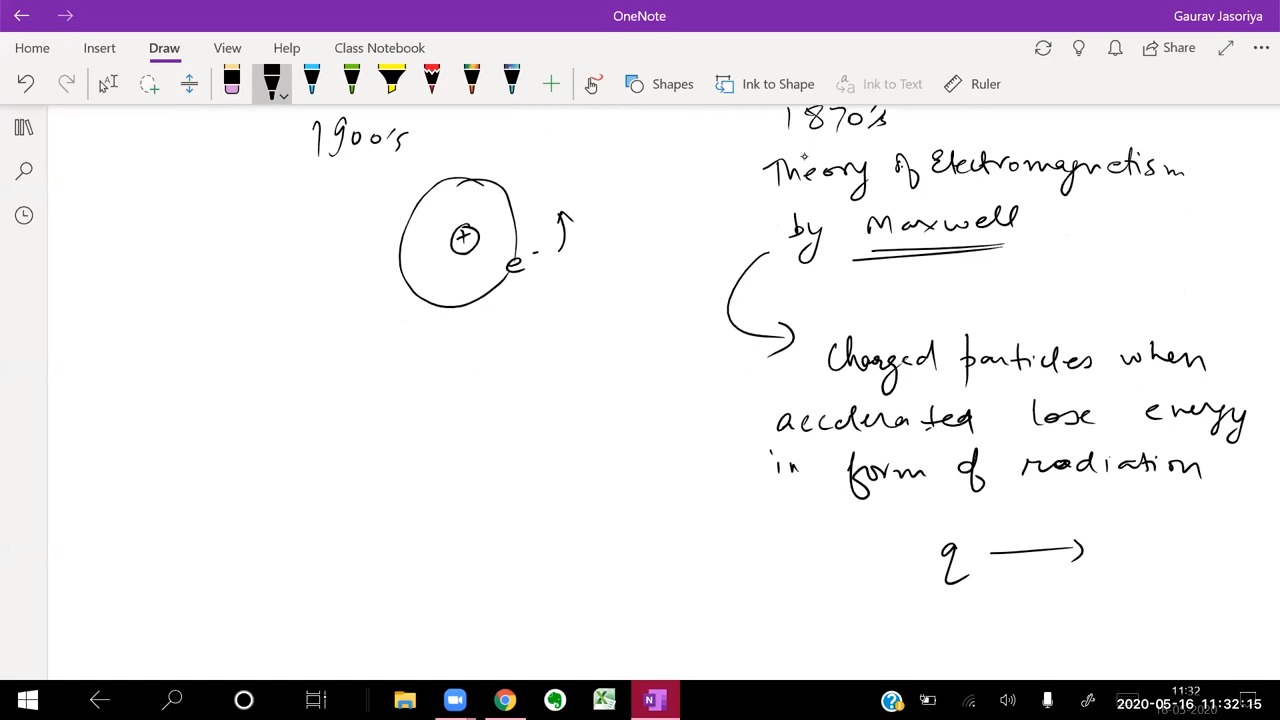 OneNote
Gaurav Jasoriya
Home Insert Draw View Help Class Notebook
Share
Shapes Ink to Shape Ink to Text Ruler
1900's
+
e-
1870's
Theory of Electromagnetism
by Maxwell
Charged particles when
accelerated lose energy
in form of radiation
q
11:32
2020-05-16 11:32:15